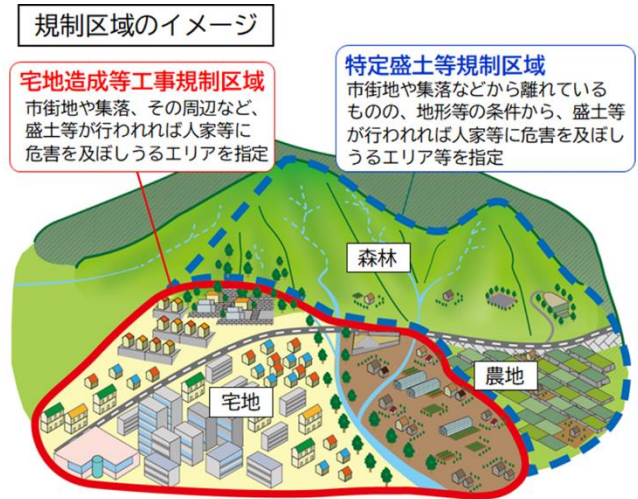 規制区域のイメージ
宅地造成等工事規制区域
市街地や集落、その周辺など、
盛土等が行われれば人家等に
危害を及ぼしうるエリアを指定
特定盛土等規制区域
市街地や集落などから離れている
ものの、地形等の条件から、盛土等
が行われれば人家等に危害を及ぼし
うるエリア等を指定
森林
農地
宅地